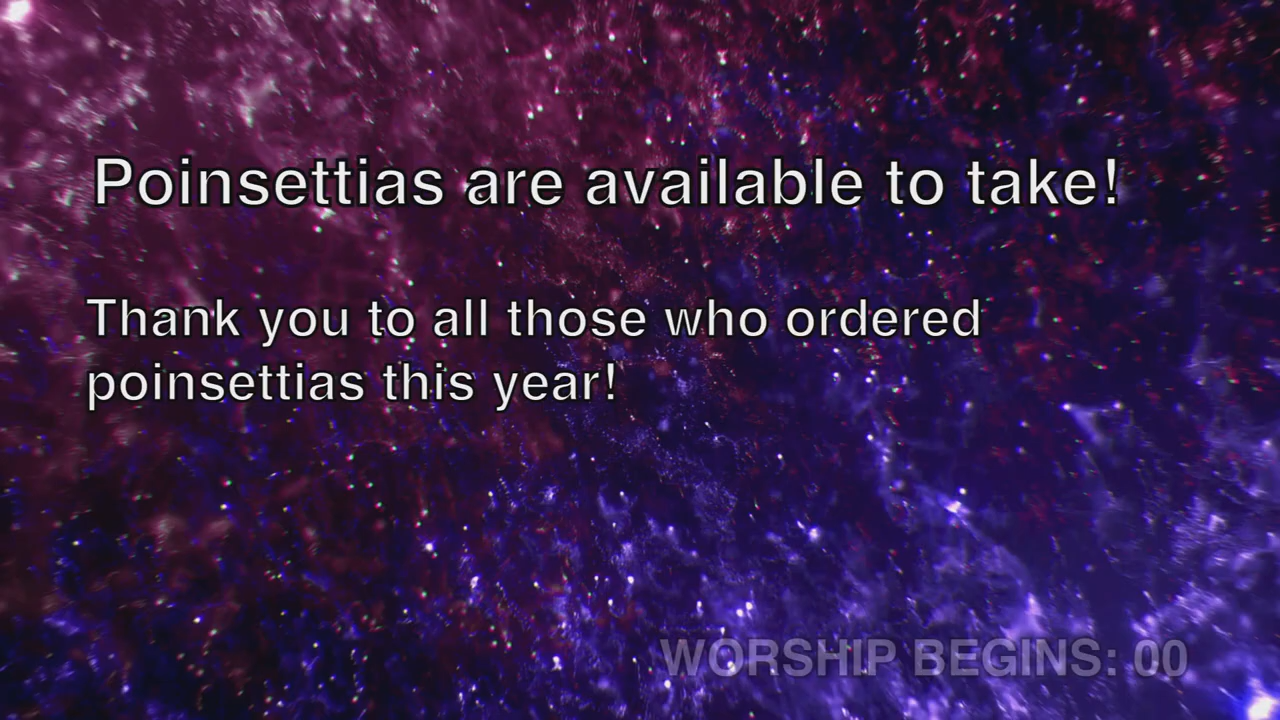 Poinsettias are available to take!
Thank you to all those who ordered
poinsettias this year!
WORSHIP BEGINS: 00